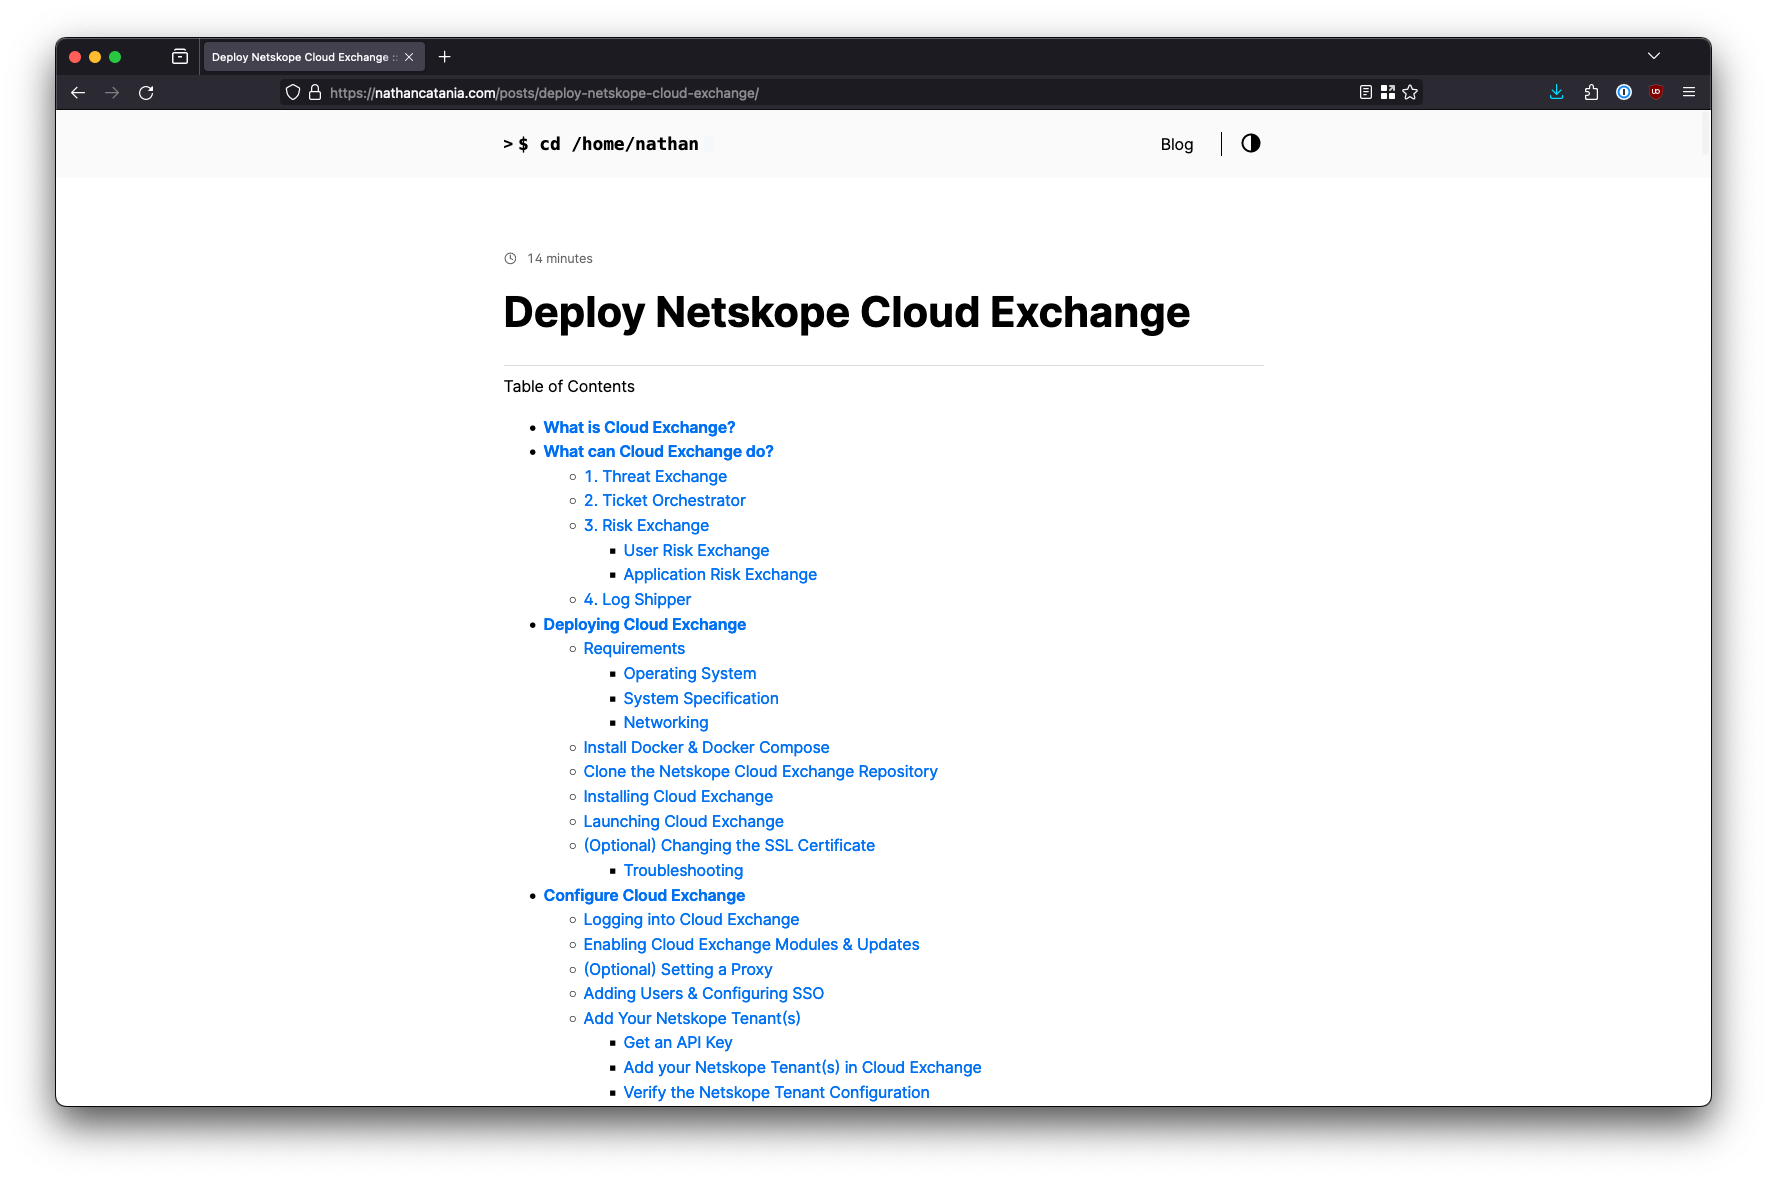 Deploy Netskope Cloud Exchange ::
https://nathancatania.com/posts/deploy-netskope-cloud-exchange/
> $ cd /home/nathan
Blog
14 minutes
Deploy Netskope Cloud Exchange
Table of Contents
What is Cloud Exchange?
What can Cloud Exchange do?
1. Threat Exchange
2. Ticket Orchestrator
3. Risk Exchange
User Risk Exchange
Application Risk Exchange
4. Log Shipper
Deploying Cloud Exchange
Requirements
Operating System
System Specification
Networking
Install Docker & Docker Compose
Clone the Netskope Cloud Exchange Repository
Installing Cloud Exchange
Launching Cloud Exchange
(Optional) Changing the SSL Certificate
Troubleshooting
Configure Cloud Exchange
Logging into Cloud Exchange
Enabling Cloud Exchange Modules & Updates
(Optional) Setting a Proxy
Adding Users & Configuring SSO
Add Your Netskope Tenant(s)
Get an API Key
Add your Netskope Tenant(s) in Cloud Exchange
Verify the Netskope Tenant Configuration